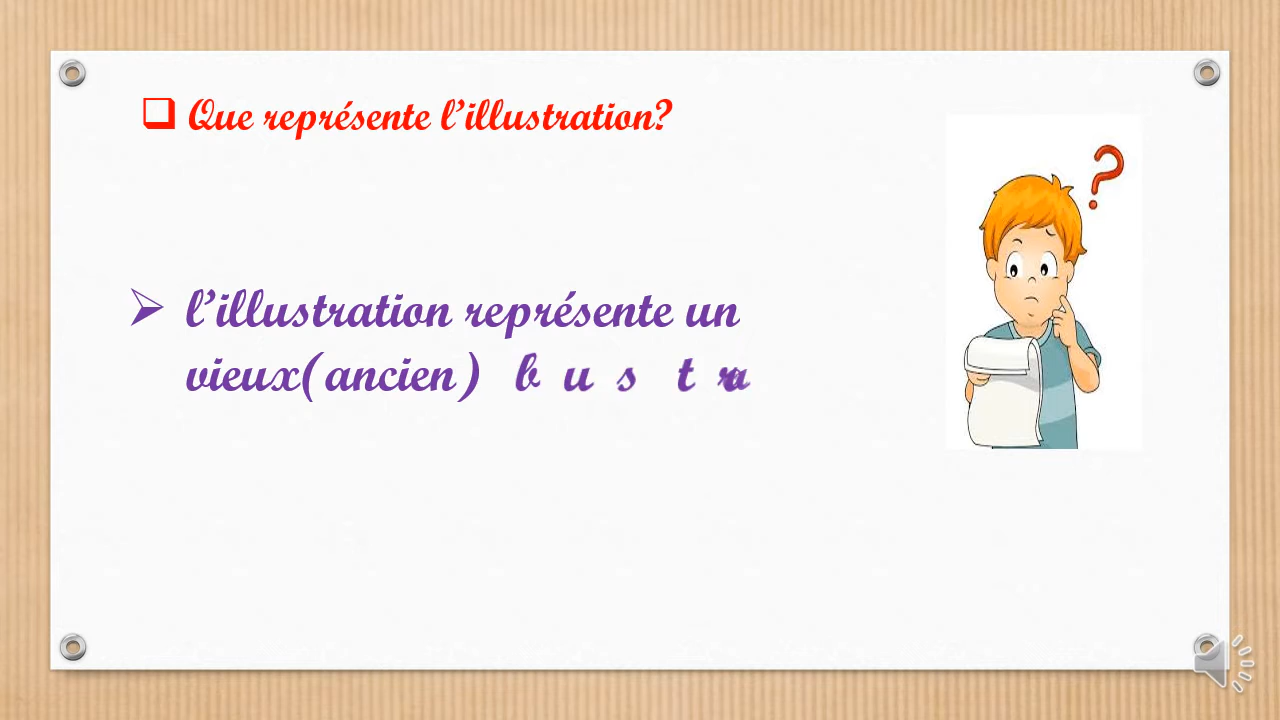 Que représente l'illustration?
?
l'illustration représente un
vieux(ancien) b u s t